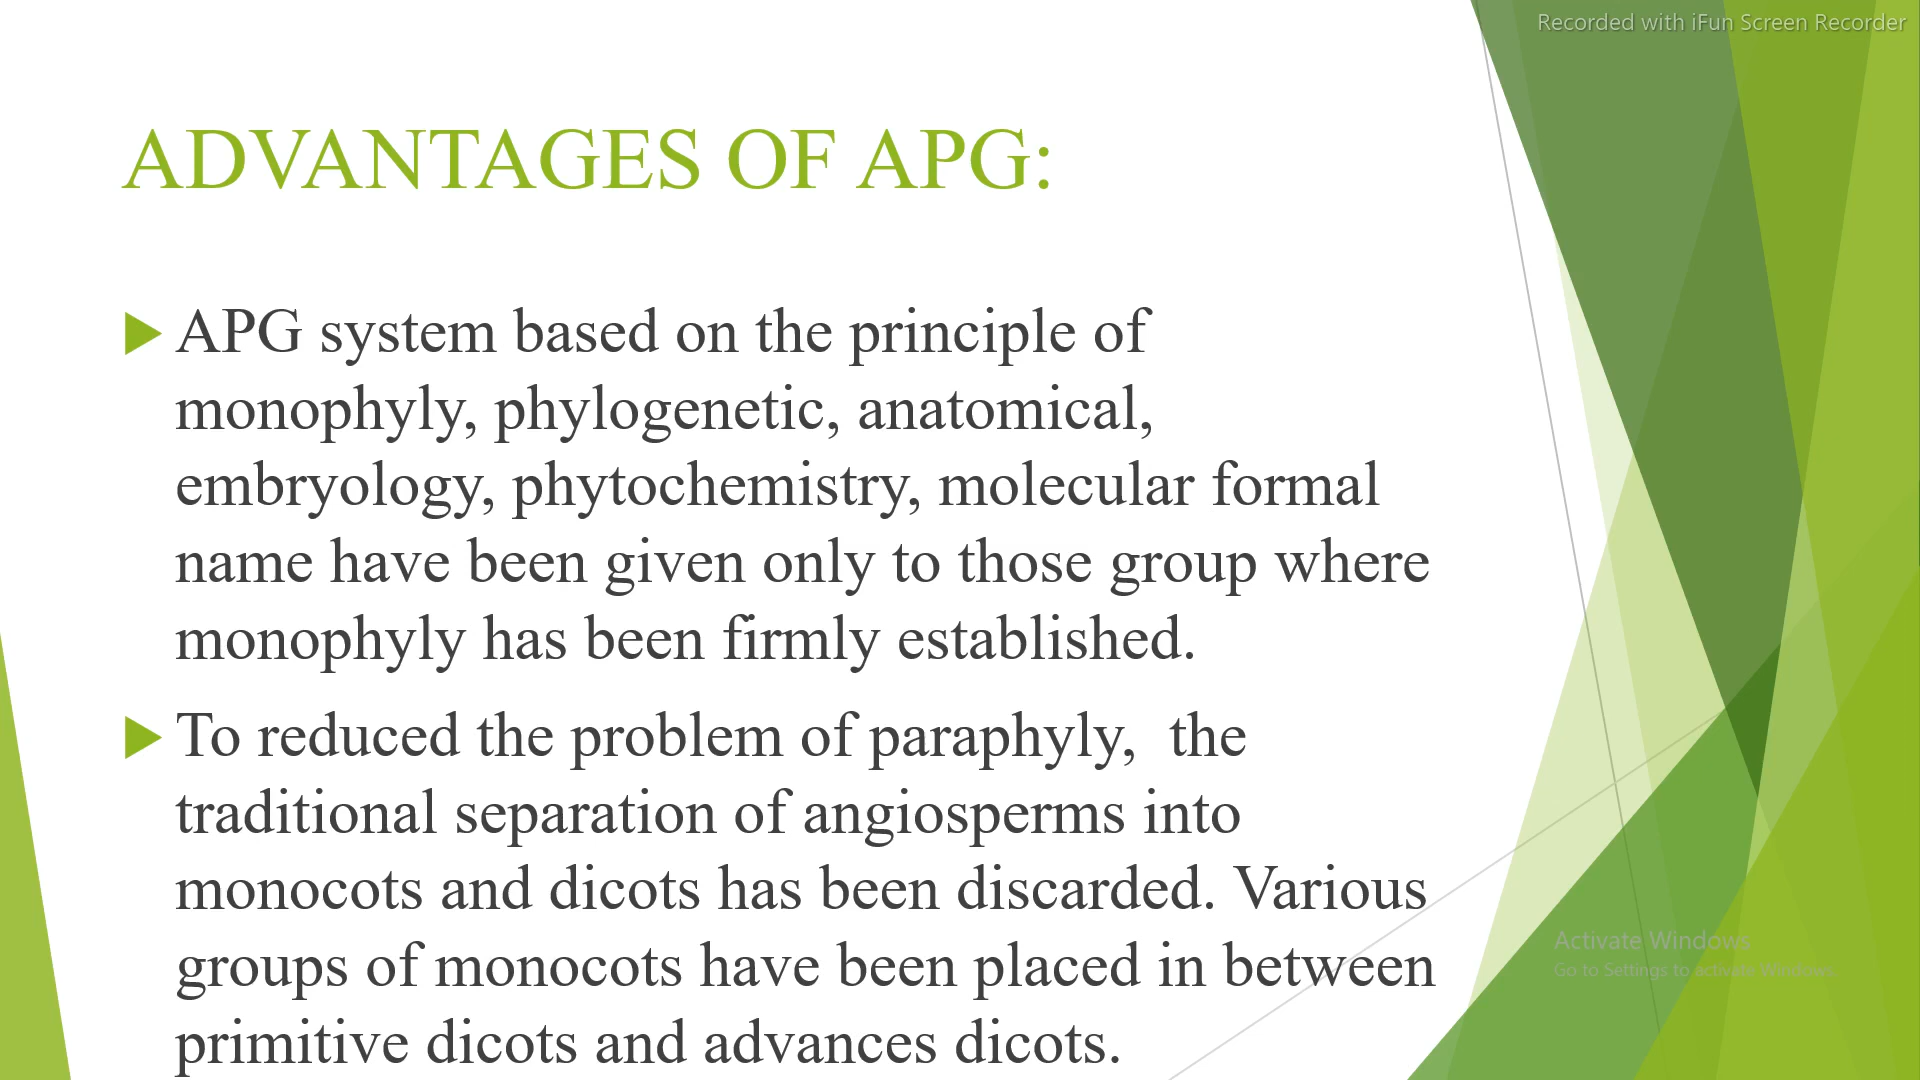 Recorded with iFun Screen Recorder
ADVANTAGES OF APG:
APG system based on the principle of
monophyly, phylogenetic, anatomical,
embryology, phytochemistry, molecular formal
name have been given only to those group where
monophyly has been firmly established.
To reduced the problem of paraphyly,  the
traditional separation of angiosperms into
monocots and dicots has been discarded. Various
groups of monocots have been placed in between
primitive dicots and advances dicots.
Activate Windows
Go to Settings to activate Windows.